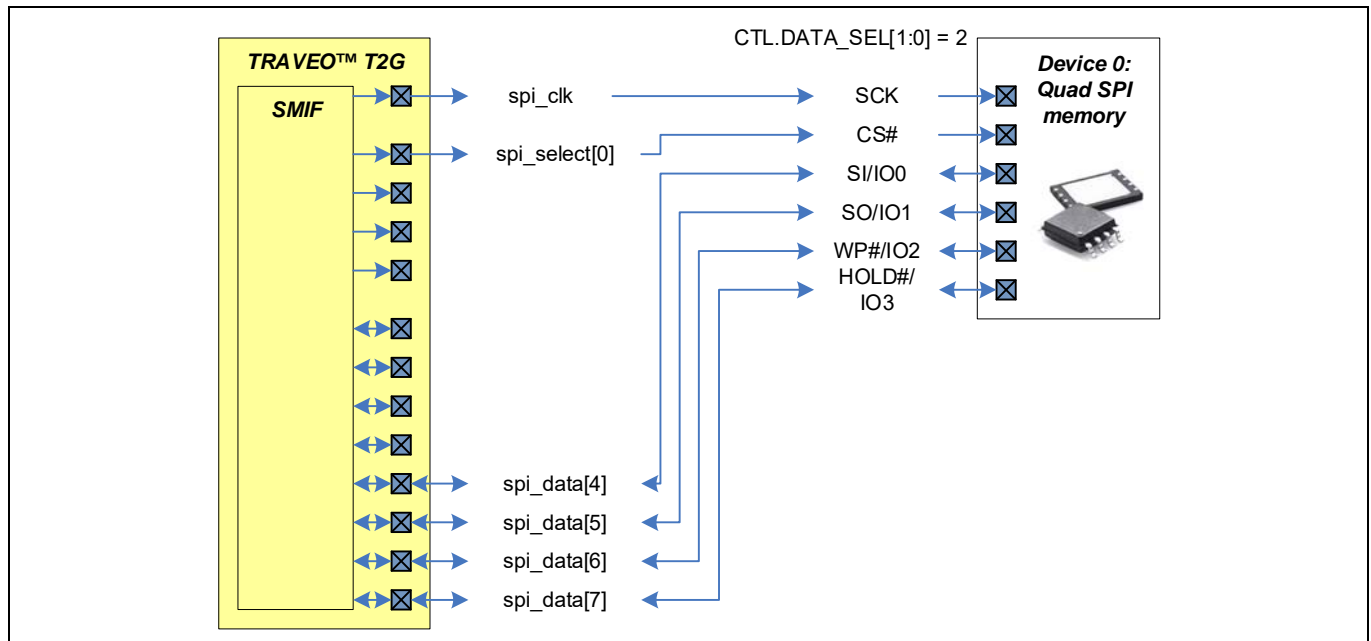 CTL.DATA_SEL[1:0] = 2
TRAVEO™ T2G
SMIF
spi_clk
spi_select[0]
spi_data[4]
spi_data[5]
spi_data[6]
spi_data[7]
SCK
CS#
SI/IO0
SO/IO1
WP#/IO2
HOLD#/
IO3
Device 0:
Quad SPI
memory